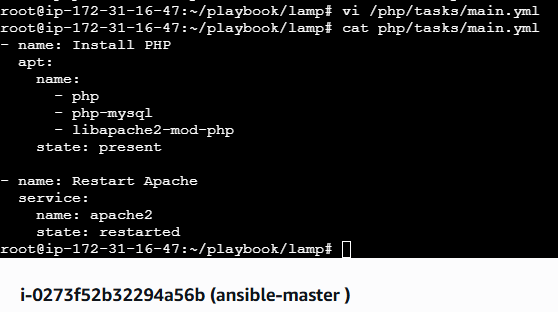 root@ip-172-31-16-47:~/playbook/lamp# vi /php/tasks/main.yml
root@ip-172-31-16-47:~/playbook/lamp# cat php/tasks/main.yml
- name: Install PHP
  apt:
    name:
      - php
      - php-mysql
      - libapache2-mod-php
    state: present

- name: Restart Apache
  service:
    name: apache2
    state: restarted
root@ip-172-31-16-47:~/playbook/lamp#
i-0273f52b32294a56b (ansible-master )